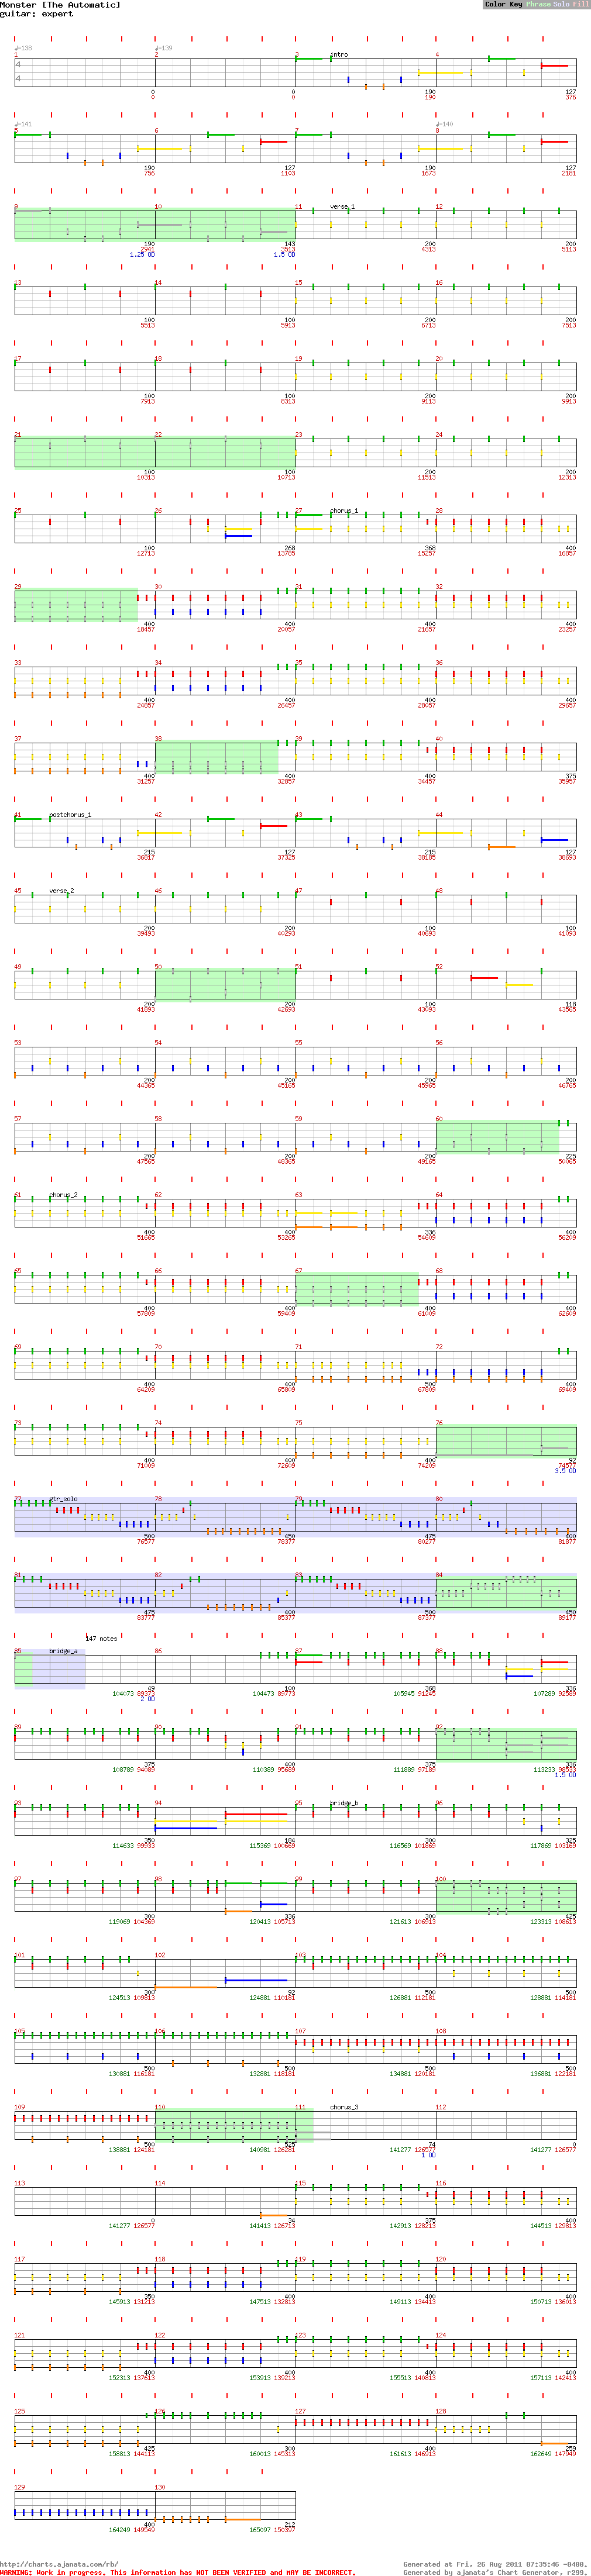 Monster [The Automatic]
guitar: expert
Color Key Phrase Solo Fill
♩=138 ♩=139
1 2 3 intro 4
4
4
0 190 127
0 0 190 376
♩=141 ♩=140
5 6 7 8
190 127 190 127
756 1103 1673 2181
9 10 11 verse_1 12
190 143 200 200
2941 3513 4313 5113
1.25 OD 1.5 OD
13 14 15 16
100 100 200 200
5513 5913 6713 7513
17 18 19 20
100 100 200 200
7913 8313 9113 9913
21 22 23 24
100 100 200 200
10313 10713 11513 12313
25 26 27 chorus_1 28
100 268 368 400
12713 13785 15257 16857
29 30 31 32
400 400 400 400
18457 20057 21657 23257
33 34 35 36
400 400 400 400
24857 26457 28057 29657
37 38 39 40
400 400 400 375
31257 32857 34457 35957
41 postchorus_1 42 43 44
215 127 215 127
36817 37325 38185 38693
45 verse_2 46 47 48
200 200 100 100
39493 40293 40693 41093
49 50 51 52
200 200 100 118
41893 42693 43093 43565
53 54 55 56
200 200 200 200
44365 45165 45965 46765
57 58 59 60
200 200 200 225
47565 48365 49165 50065
61 chorus_2 62 63 64
400 400 336 400
51665 53265 54609 56209
65 66 67 68
400 400 400 400
57809 59409 61009 62609
69 70 71 72
400 400 500 400
64209 65809 67809 69409
73 74 75 76
400 400 400 92
71009 72609 74209 74577
3.5 OD
77 gtr_solo 78 79 80
500 450 475 400
76577 78377 80277 81877
81 82 83 84
475 400 500 450
83777 85377 87377 89177
147 notes
85 bridge_a 86 87 88
49 100 368 336
104073 89373 104473 89773 105945 91245 107289 92589
2 OD
89 90 91 92
375 400 375 336
108789 94089 110389 95689 111889 97189 113233 98533
1.5 OD
93 94 95 bridge_b 96
350 184 300 325
114633 99933 115369 100669 116569 101869 117869 103169
97 98 99 100
300 336 300 425
119069 104369 120413 105713 121613 106913 123313 108613
101 102 103 104
300 92 500 500
124513 109813 124881 110181 126881 112181 128881 114181
105 106 107 108
500 500 500 500
130881 116181 132881 118181 134881 120181 136881 122181
109 110 111 chorus_3 112
500 525 74 0
138881 124181 140981 126281 141277 126577 141277 126577
1 OD
113 114 115 116
0 34 375 400
141277 126577 141413 126713 142913 128213 144513 129813
117 118 119 120
350 400 400 400
145913 131213 147513 132813 149113 134413 150713 136013
121 122 123 124
400 400 400 400
152313 137613 153913 139213 155513 140813 157113 142413
125 126 127 128
425 300 400 259
158813 144113 160013 145313 161613 146913 162649 147949
129 130
400 212
164249 149549 165097 150397
http://charts.ajanata.com/rb/ Generated at Fri, 26 Aug 2011 07:35:46 -0400.
WARNING: Work in progress. This information has NOT BEEN VERIFIED and MAY BE INCORRECT. Generated by ajanata's Chart Generator, r299.